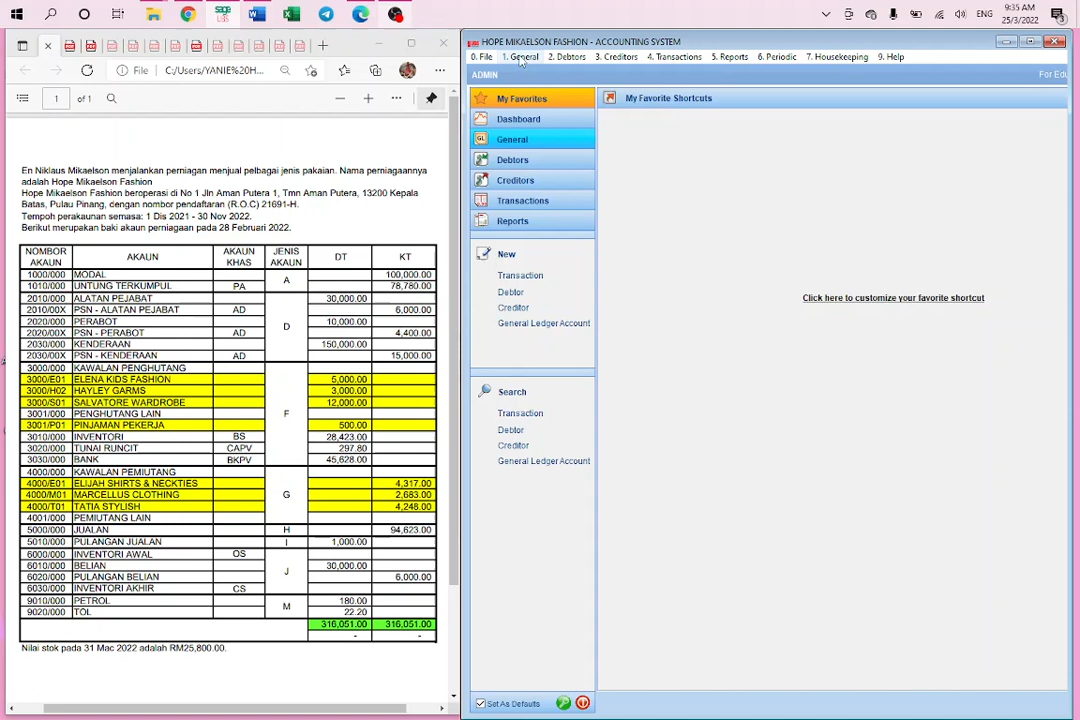 ENG
9:35 AM
25/3/2022
HOPE MIKAELSON FASHION - ACCOUNTING SYSTEM
0. File 1. General 2. Debtors 3. Creditors 4. Transactions 5. Reports 6. Periodic 7. Housekeeping 9. Help
File C:/Users/YANIE%20H...
ADMIN
For Edu
1 of 1
My Favorites
My Favorite Shortcuts
Dashboard
General
Debtors
Creditors
Transactions
Reports
New
Transaction
Debtor
Creditor
General Ledger Account
Click here to customize your favorite shortcut
Search
Transaction
Debtor
Creditor
General Ledger Account
Set As Defaults
En Niklaus Mikaelson menjalankan perniagan menjual pelbagai jenis pakaian. Nama perniagaannya
adalah Hope Mikaelson Fashion
Hope Mikaelson Fashion beroperasi di No 1 Jln Aman Putera 1, Tmn Aman Putera, 13200 Kepala
Batas, Pulau Pinang, dengan nombor pendaftaran (R.O.C) 21691-H.
Tempoh perakaunan semasa: 1 Dis 2021 - 30 Nov 2022.
Berikut merupakan baki akaun perniagaan pada 28 Februari 2022.
NOMBOR AKAUN AKAUN AKAUN KHAS JENIS AKAUN DT KT
1000/000 MODAL A 100,000.00
1010/000 UNTUNG TERKUMPUL PA 78,780.00
2010/000 ALATAN PEJABAT D 30,000.00
2010/00X PSN - ALATAN PEJABAT AD 6,000.00
2020/000 PERABOT 10,000.00
2020/00X PSN - PERABOT AD 4,400.00
2030/000 KENDERAAN 150,000.00
2030/00X PSN - KENDERAAN AD 15,000.00
3000/000 KAWALAN PENGHUTANG F
3000/E01 ELENA KIDS FASHION 5,000.00
3000/H02 HAYLEY GARMS 3,000.00
3000/S01 SALVATORE WARDROBE 12,000.00
3001/000 PENGHUTANG LAIN
3001/P01 PINJAMAN PEKERJA 500.00
3010/000 INVENTORI BS 28,423.00
3020/000 TUNAI RUNCIT CAPV 297.80
3030/000 BANK BKPV 45,628.00
4000/000 KAWALAN PEMIUTANG G
4000/E01 ELIJAH SHIRTS & NECKTIES 4,317.00
4000/M01 MARCELLUS CLOTHING 2,683.00
4000/T01 TATIA STYLISH 4,248.00
4001/000 PEMIUTANG LAIN
5000/000 JUALAN H 94,623.00
5010/000 PULANGAN JUALAN I 1,000.00
6000/000 INVENTORI AWAL OS J
6010/000 BELIAN 30,000.00
6020/000 PULANGAN BELIAN 6,000.00
6030/000 INVENTORI AKHIR CS
9010/000 PETROL M 180.00
9020/000 TOL 22.20
316,051.00 316,051.00
- -
Nilai stok pada 31 Mac 2022 adalah RM25,800.00.